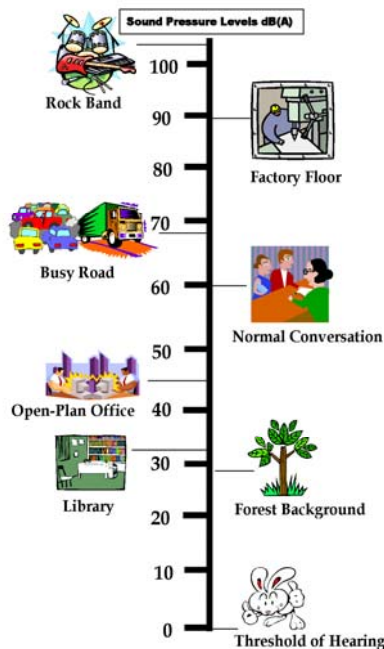 Sound Pressure Levels dB(A)
100
Rock Band
90
Factory Floor
80
70
Busy Road
60
Normal Conversation
50
Open-Plan Office
40
30
Library
Forest Background
20
10
0
Threshold of Hearing